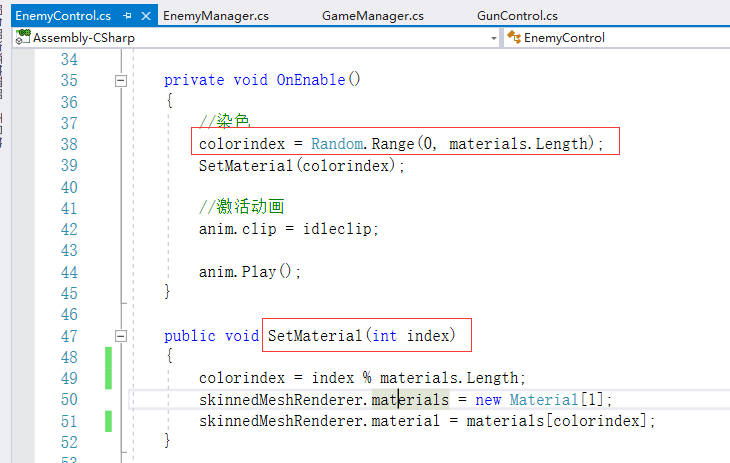 EnemyControl.cs
EnemyManager.cs
GameManager.cs
GunControl.cs
Assembly-CSharp
EnemyControl
34
35 private void OnEnable()
36 {
37 //染色
38 colorindex = Random.Range(0, materials.Length);
39 SetMaterial(colorindex);
40
41 //激活动画
42 anim.clip = idleclip;
43
44 anim.Play();
45 }
46
47 public void SetMaterial(int index)
48 {
49 colorindex = index % materials.Length;
50 skinnedMeshRenderer.materials = new Material[1];
51 skinnedMeshRenderer.material = materials[colorindex];
52 }